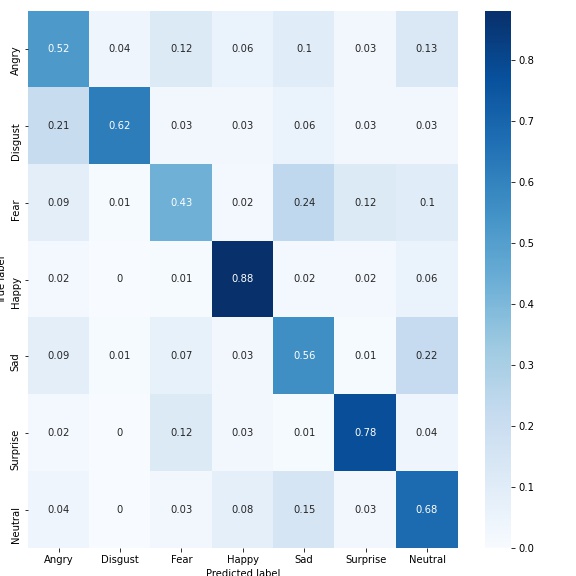 Angry 0.52 0.04 0.12 0.06 0.1 0.03 0.13
Disgust 0.21 0.62 0.03 0.03 0.06 0.03 0.03
Fear 0.09 0.01 0.43 0.02 0.24 0.12 0.1
Happy 0.02 0 0.01 0.88 0.02 0.02 0.06
Sad 0.09 0.01 0.07 0.03 0.56 0.01 0.22
Surprise 0.02 0 0.12 0.03 0.01 0.78 0.04
Neutral 0.04 0 0.03 0.08 0.15 0.03 0.68
Angry Disgust Fear Happy Sad Surprise Neutral
Predicted label
True label
0.8
0.7
0.6
0.5
0.4
0.3
0.2
0.1
0.0